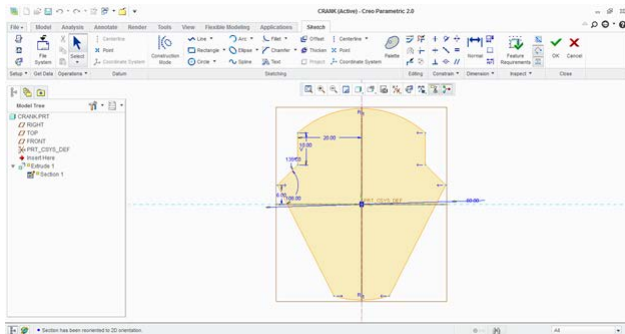 CRANK (Active) - Creo Parametric 2.0
File Model Analysis Annotate Render Tools View Flexible Modeling Applications Sketch
File System
Select
Centerline
Point
Coordinate System
Construction Mode
Line Arc Fillet Offset Centerline
Rectangle Ellipse Chamfer Thicken Point
Circle Spline Text Project Coordinate System
Palette
Normal
Feature Requirements
OK Cancel
Setup Get Data Operations Datum Sketching Editing Constrain Dimension Inspect Close
Model Tree
CRANK.PRT
RIGHT
TOP
FRONT
PRT_CSYS_DEF
Insert Here
Extrude 1
Section 1
20.00
10.00
PRT_CSYS_DEF
Section has been reoriented to 2D orientation.
All